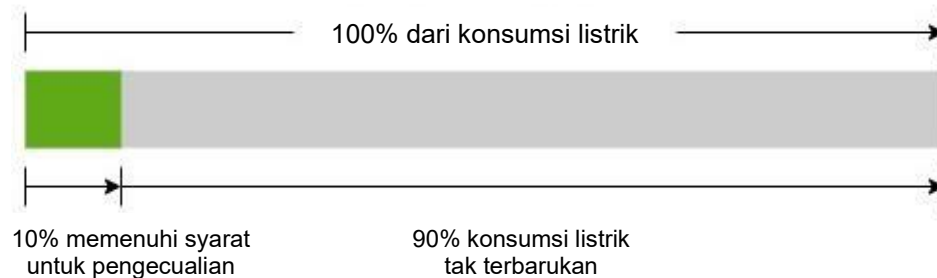 100% dari konsumsi listrik
10% memenuhi syarat
untuk pengecualian
90% konsumsi listrik
tak terbarukan